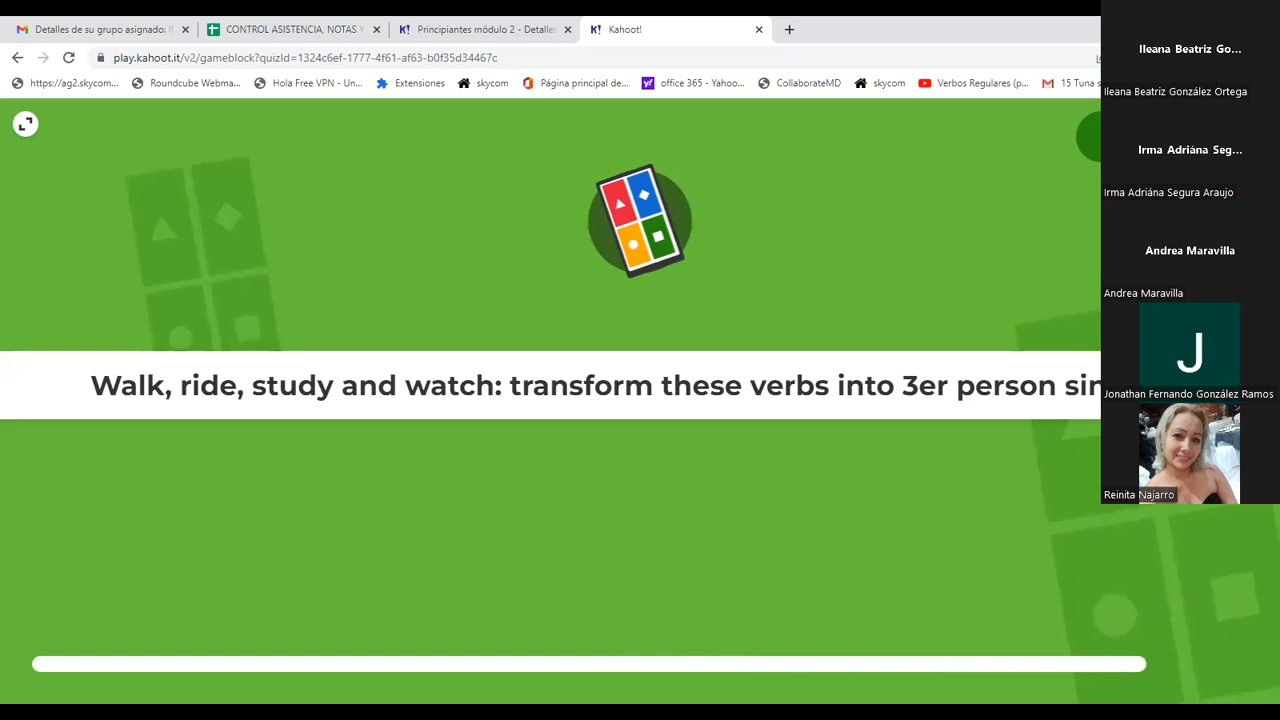 Detalles de su grupo asignado: II
CONTROL ASISTENCIA, NOTAS Y
Principiantes módulo 2 - Detalles
Kahoot!
play.kahoot.it/v2/gameblock?quizId=1324c6ef-1777-4f61-af63-b0f35d34467c
https://ag2.skycom...
Roundcube Webma...
Hola Free VPN - Un...
Extensiones
skycom
Página principal de...
office 365 - Yahoo...
CollaborateMD
skycom
Verbos Regulares (p...
15 Tuna s
Walk, ride, study and watch: transform these verbs into 3er person sin
Ileana Beatriz Go...
Ileana Beatriz González Ortega
Irma Adriána Seg...
Irma Adriána Segura Araujo
Andrea Maravilla
Andrea Maravilla
J
Jonathan Fernando González Ramos
Reinita Najarro